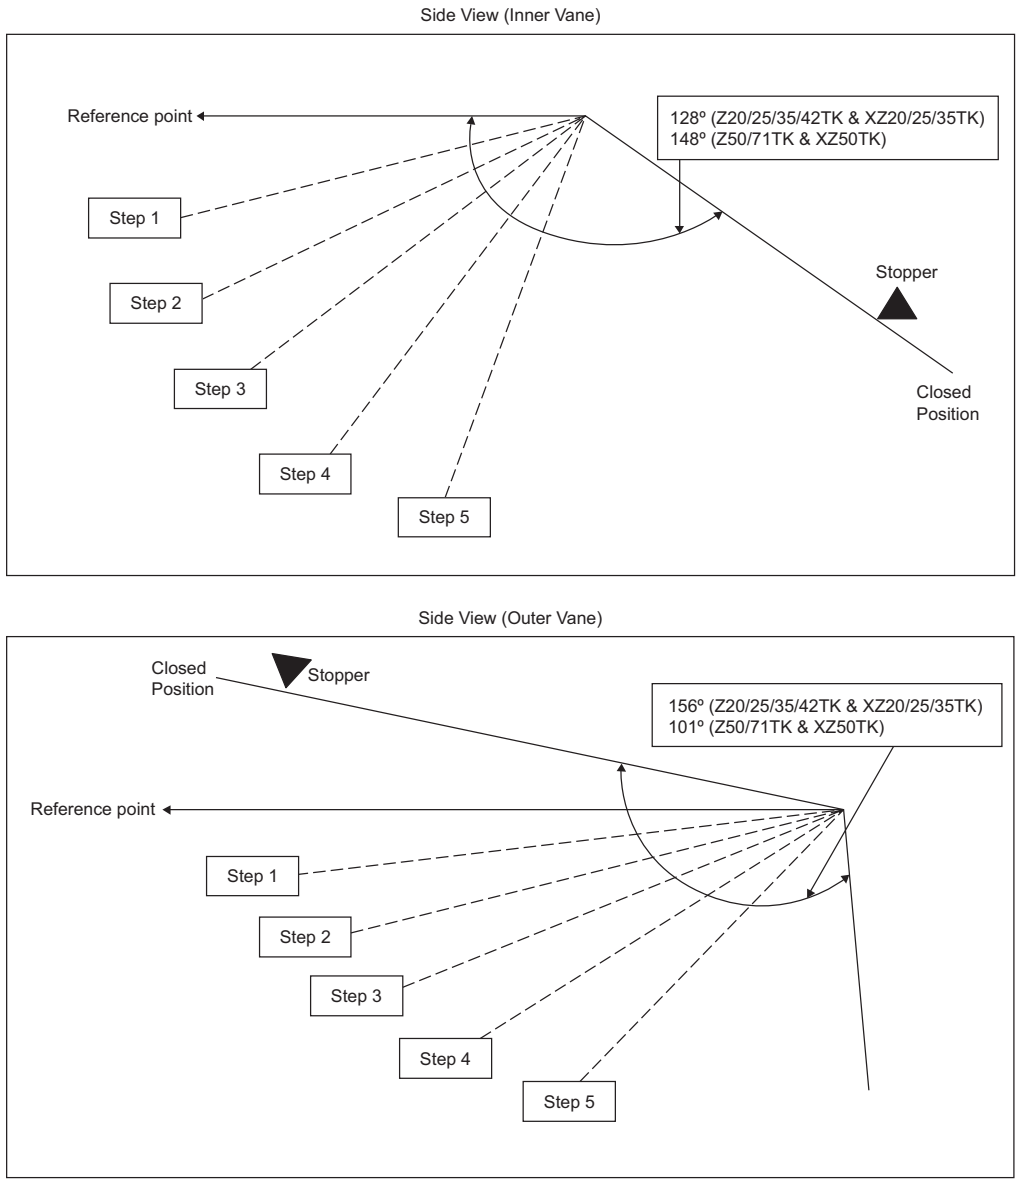 Side View (Inner Vane)
Reference point
128º (Z20/25/35/42TK & XZ20/25/35TK)
148º (Z50/71TK & XZ50TK)
Step 1
Step 2
Stopper
Step 3
Closed
Position
Step 4
Step 5
Side View (Outer Vane)
Closed
Position
Stopper
156º (Z20/25/35/42TK & XZ20/25/35TK)
101º (Z50/71TK & XZ50TK)
Reference point
Step 1
Step 2
Step 3
Step 4
Step 5